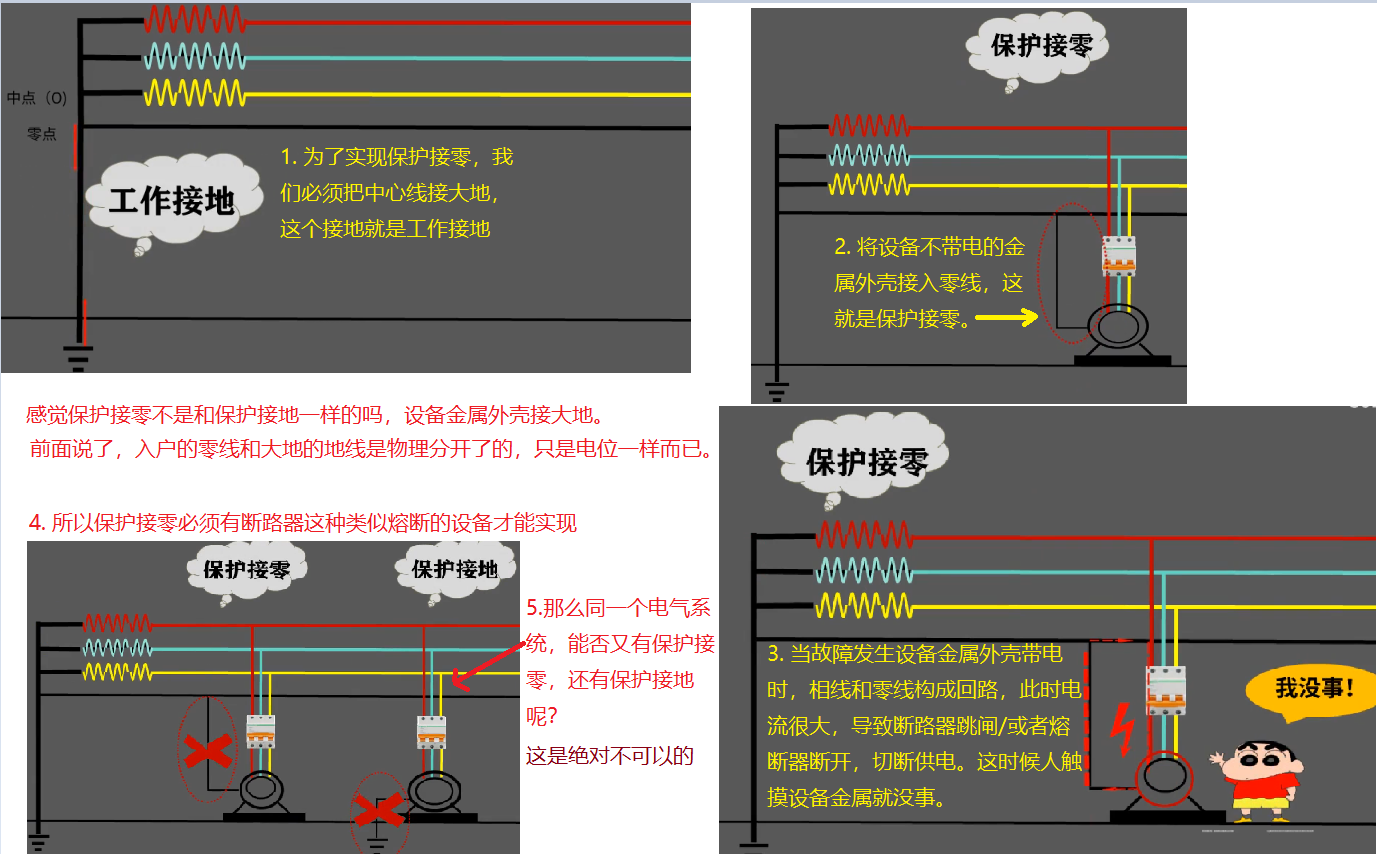 中点（O）
零点
工作接地
1. 为了实现保护接零，我
们必须把中心线接大地，
这个接地就是工作接地
保护接零
2. 将设备不带电的金
属外壳接入零线，这
就是保护接零。
感觉保护接零不是和保护接地一样的吗，设备金属外壳接大地。
前面说了，入户的零线和大地的地线是物理分开了的，只是电位一样而已。
保护接零
3. 当故障发生设备金属外壳带电
时，相线和零线构成回路，此时电
流很大，导致断路器跳闸/或者熔
断器断开，切断供电。这时候人触
摸设备金属就没事。
我没事！
4. 所以保护接零必须有断路器这种类似熔断的设备才能实现
保护接零
保护接地
5.那么同一个电气系
统，能否又有保护接
零，还有保护接地
呢？
这是绝对不可以的